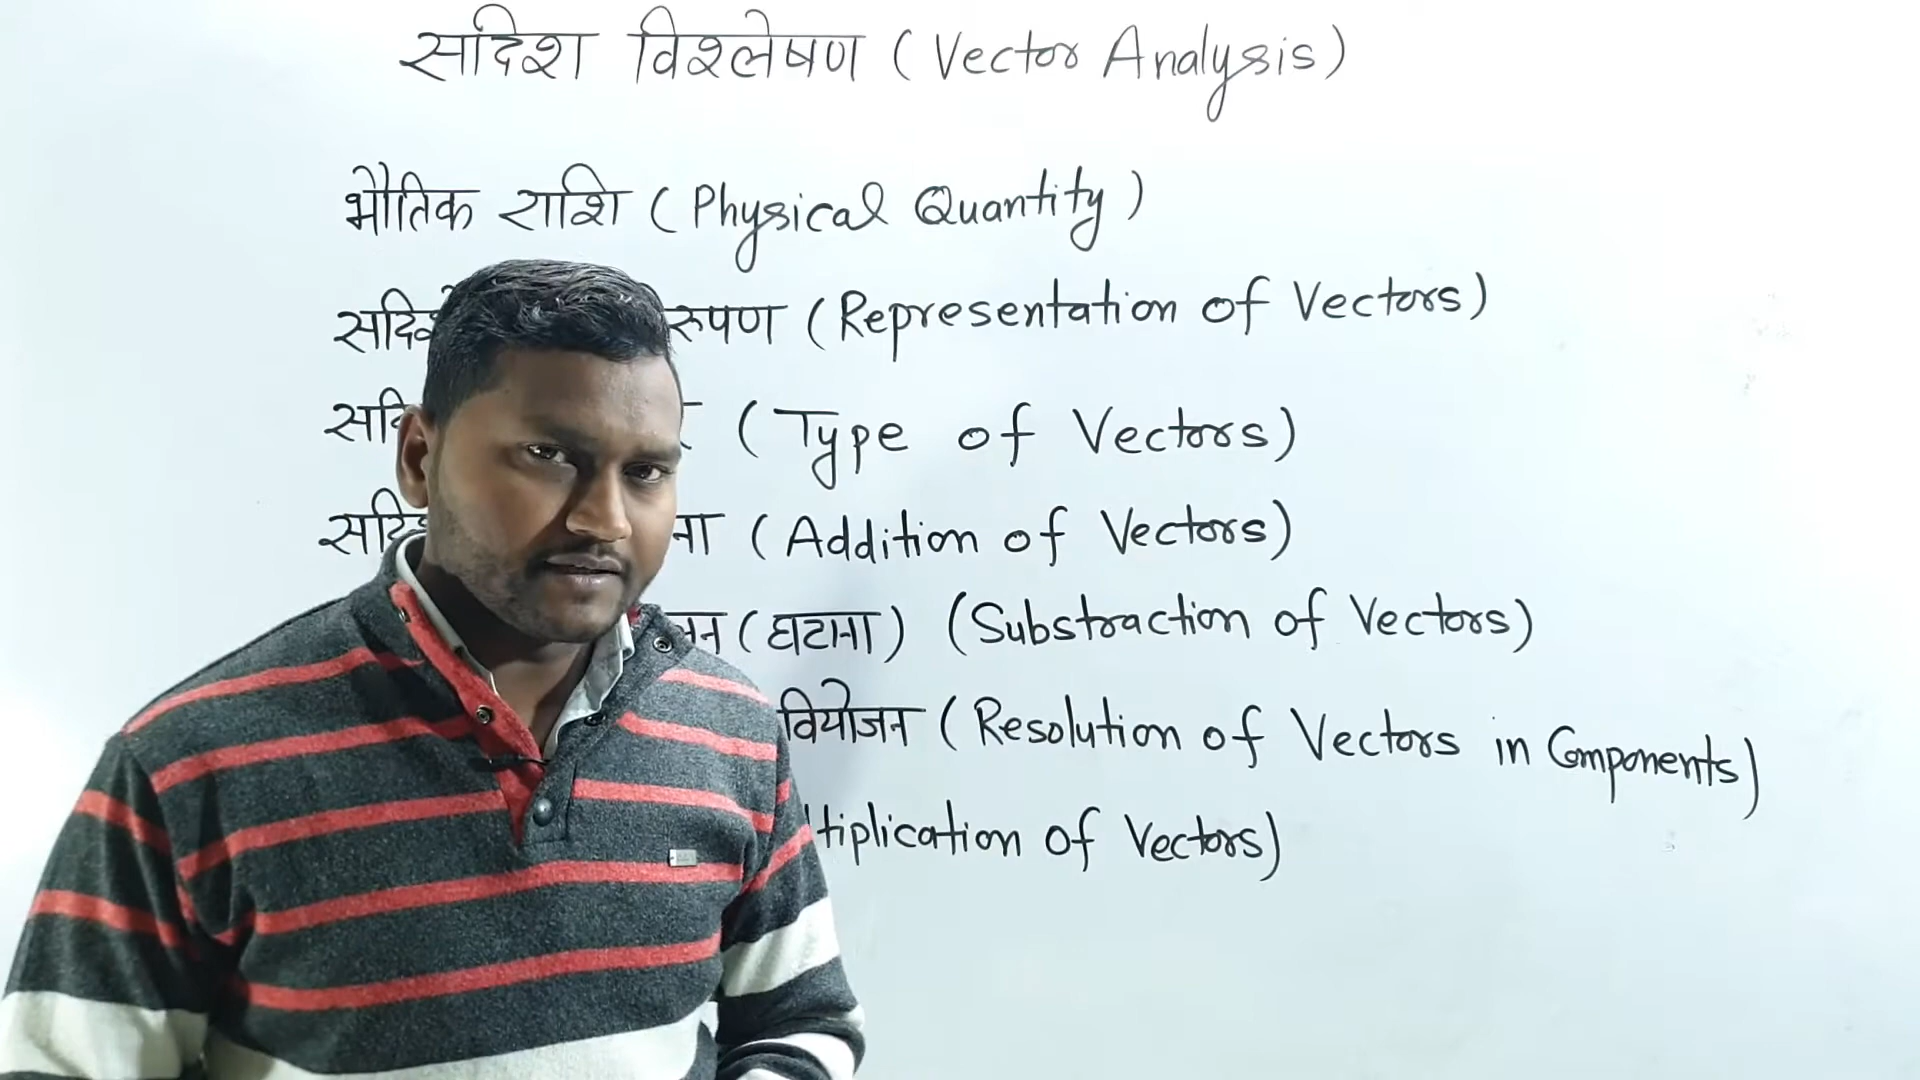 सदिश विश्लेषण (Vector Analysis)
भौतिक राशि (Physical Quantity)
(Representation of Vectors)
(Type of Vectors)
(Addition of Vectors)
(घटाना) (Substraction of Vectors)
वियोजन (Resolution of Vectors in Components)
of Vectors)